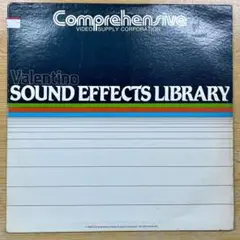 Comprehensive
VIDEO SUPPLY CORPORATION
Valentino
SOUND EFFECTS LIBRARY